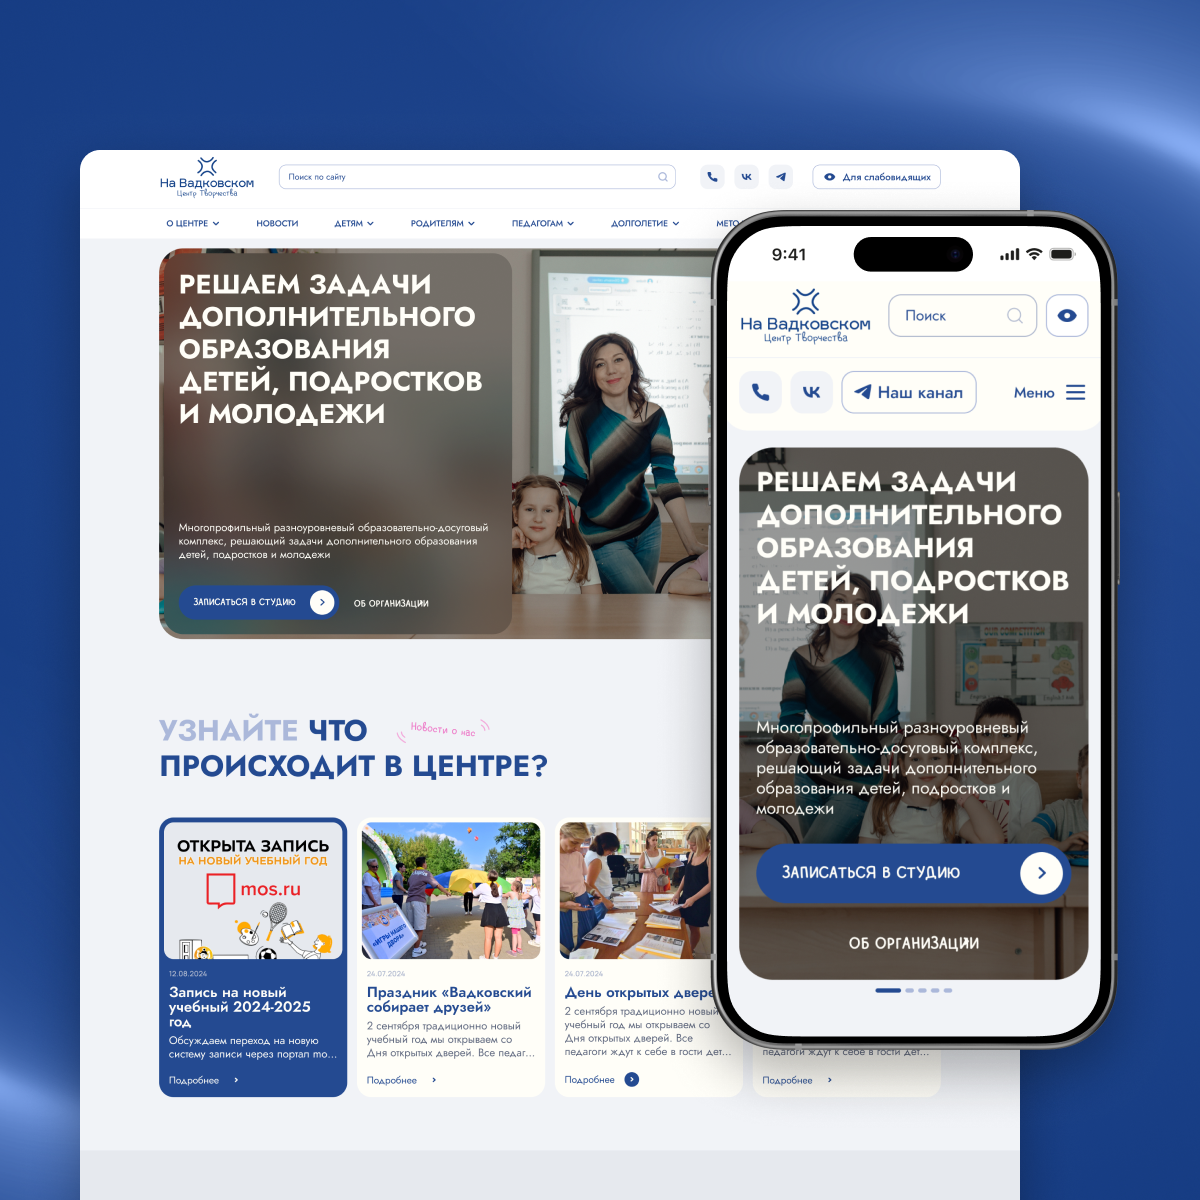 На Вадковском
Центр Творчества
Поиск по сайту
Для слабовидящих
О ЦЕНТРЕ
НОВОСТИ
ДЕТЯМ
РОДИТЕЛЯМ
ПЕДАГОГАМ
ДОЛГОЛЕТИЕ
МЕТО
РЕШАЕМ ЗАДАЧИ
ДОПОЛНИТЕЛЬНОГО
ОБРАЗОВАНИЯ
ДЕТЕЙ, ПОДРОСТКОВ
И МОЛОДЕЖИ
Многопрофильный разноуровневый образовательно-досуговый
комплекс, решающий задачи дополнительного образования
детей, подростков и молодежи
ЗАПИСАТЬСЯ В СТУДИЮ
ОБ ОРГАНИЗАЦИИ
УЗНАЙТЕ ЧТО
ПРОИСХОДИТ В ЦЕНТРЕ?
Новости о нас
ОТКРЫТА ЗАПИСЬ
НА НОВЫЙ УЧЕБНЫЙ ГОД
mos.ru
12.08.2024
Запись на новый
учебный 2024-2025
год
Обсуждаем переход на новую
систему записи через портал mo...
Подробнее
«ИГРЫ НАШЕГО
ДВОРА»
24.07.2024
Праздник «Вадковский
собирает друзей»
2 сентября традиционно новый
учебный год мы открываем со
Дня открытых дверей. Все педаг...
Подробнее
24.07.2024
День открытых двере
2 сентября традиционно новый
учебный год мы открываем со
Дня открытых дверей. Все
педагоги ждут к себе в гости дет...
Подробнее
педагоги ждут к себе в гости дет...
Подробнее
9:41
На Вадковском
Центр Творчества
Поиск
Наш канал
Меню
РЕШАЕМ ЗАДАЧИ
ДОПОЛНИТЕЛЬНОГО
ОБРАЗОВАНИЯ
ДЕТЕЙ, ПОДРОСТКОВ
И МОЛОДЕЖИ
Многопрофильный разноуровневый
образовательно-досуговый комплекс,
решающий задачи дополнительного
образования детей, подростков и
молодежи
ЗАПИСАТЬСЯ В СТУДИЮ
ОБ ОРГАНИЗАЦИИ